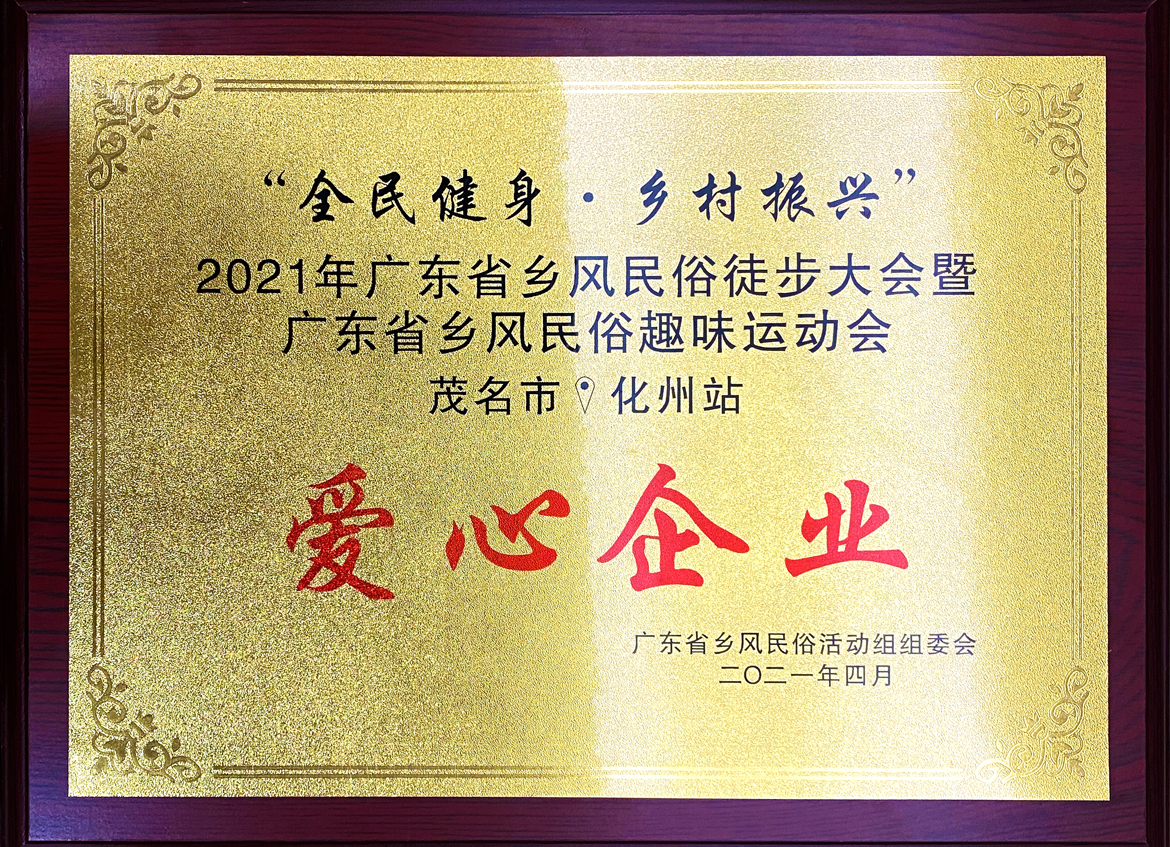 “全民健身·乡村振兴”
2021年广东省乡风民俗徒步大会暨
广东省乡风民俗趣味运动会
茂名市 化州站
爱心企业
广东省乡风民俗活动组组委会
二〇二一年四月